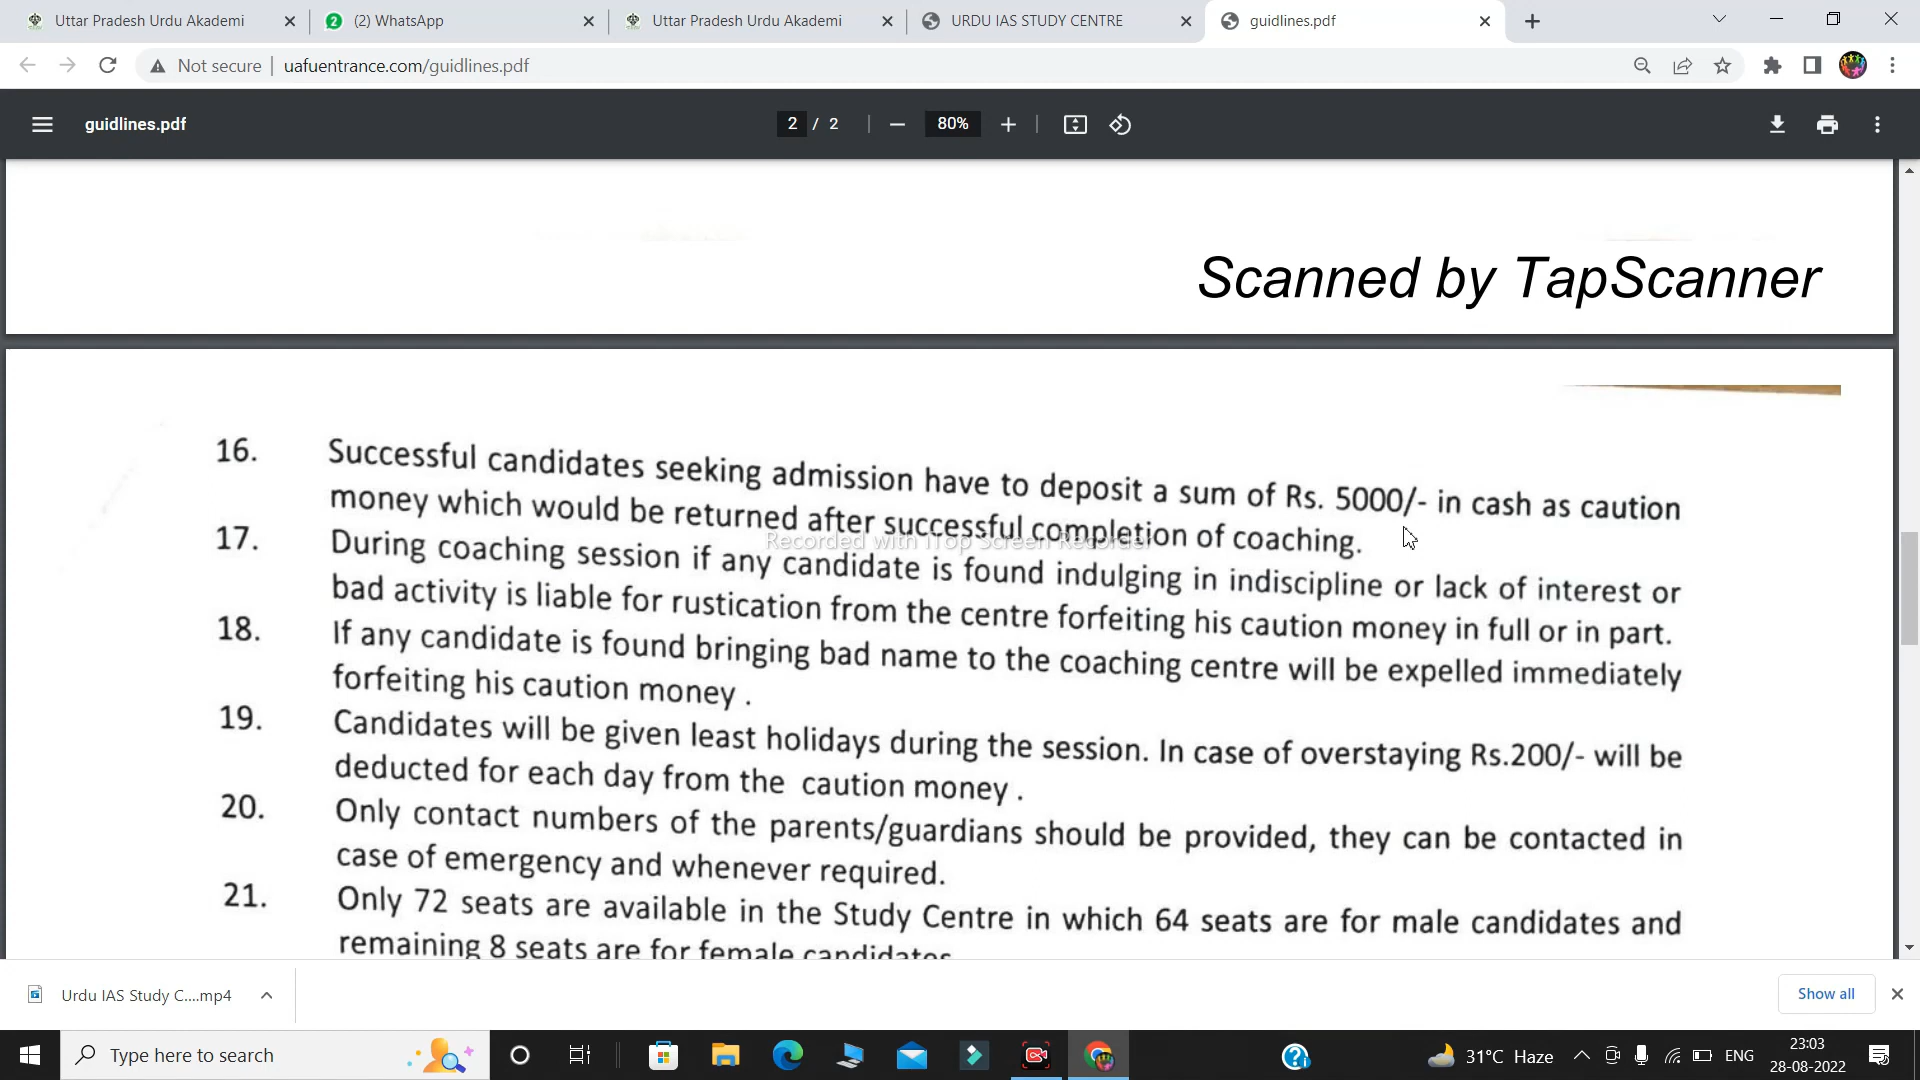 Uttar Pradesh Urdu Akademi
(2) WhatsApp
Uttar Pradesh Urdu Akademi
URDU IAS STUDY CENTRE
guidlines.pdf
Not secure
uafuentrance.com/guidlines.pdf
guidlines.pdf
2 / 2
80%
Scanned by TapScanner
16. Successful candidates seeking admission have to deposit a sum of Rs. 5000/- in cash as caution
money which would be returned after successful completion of coaching.
Recorded with iTop Screen Recorder
17. During coaching session if any candidate is found indulging in indiscipline or lack of interest or
bad activity is liable for rustication from the centre forfeiting his caution money in full or in part.
18. If any candidate is found bringing bad name to the coaching centre will be expelled immediately
forfeiting his caution money .
19. Candidates will be given least holidays during the session. In case of overstaying Rs.200/- will be
deducted for each day from the caution money .
20. Only contact numbers of the parents/guardians should be provided, they can be contacted in
case of emergency and whenever required.
21. Only 72 seats are available in the Study Centre in which 64 seats are for male candidates and
remaining 8 seats are for female candidates
Urdu IAS Study C....mp4
Show all
Type here to search
31°C Haze
ENG
23:03
28-08-2022